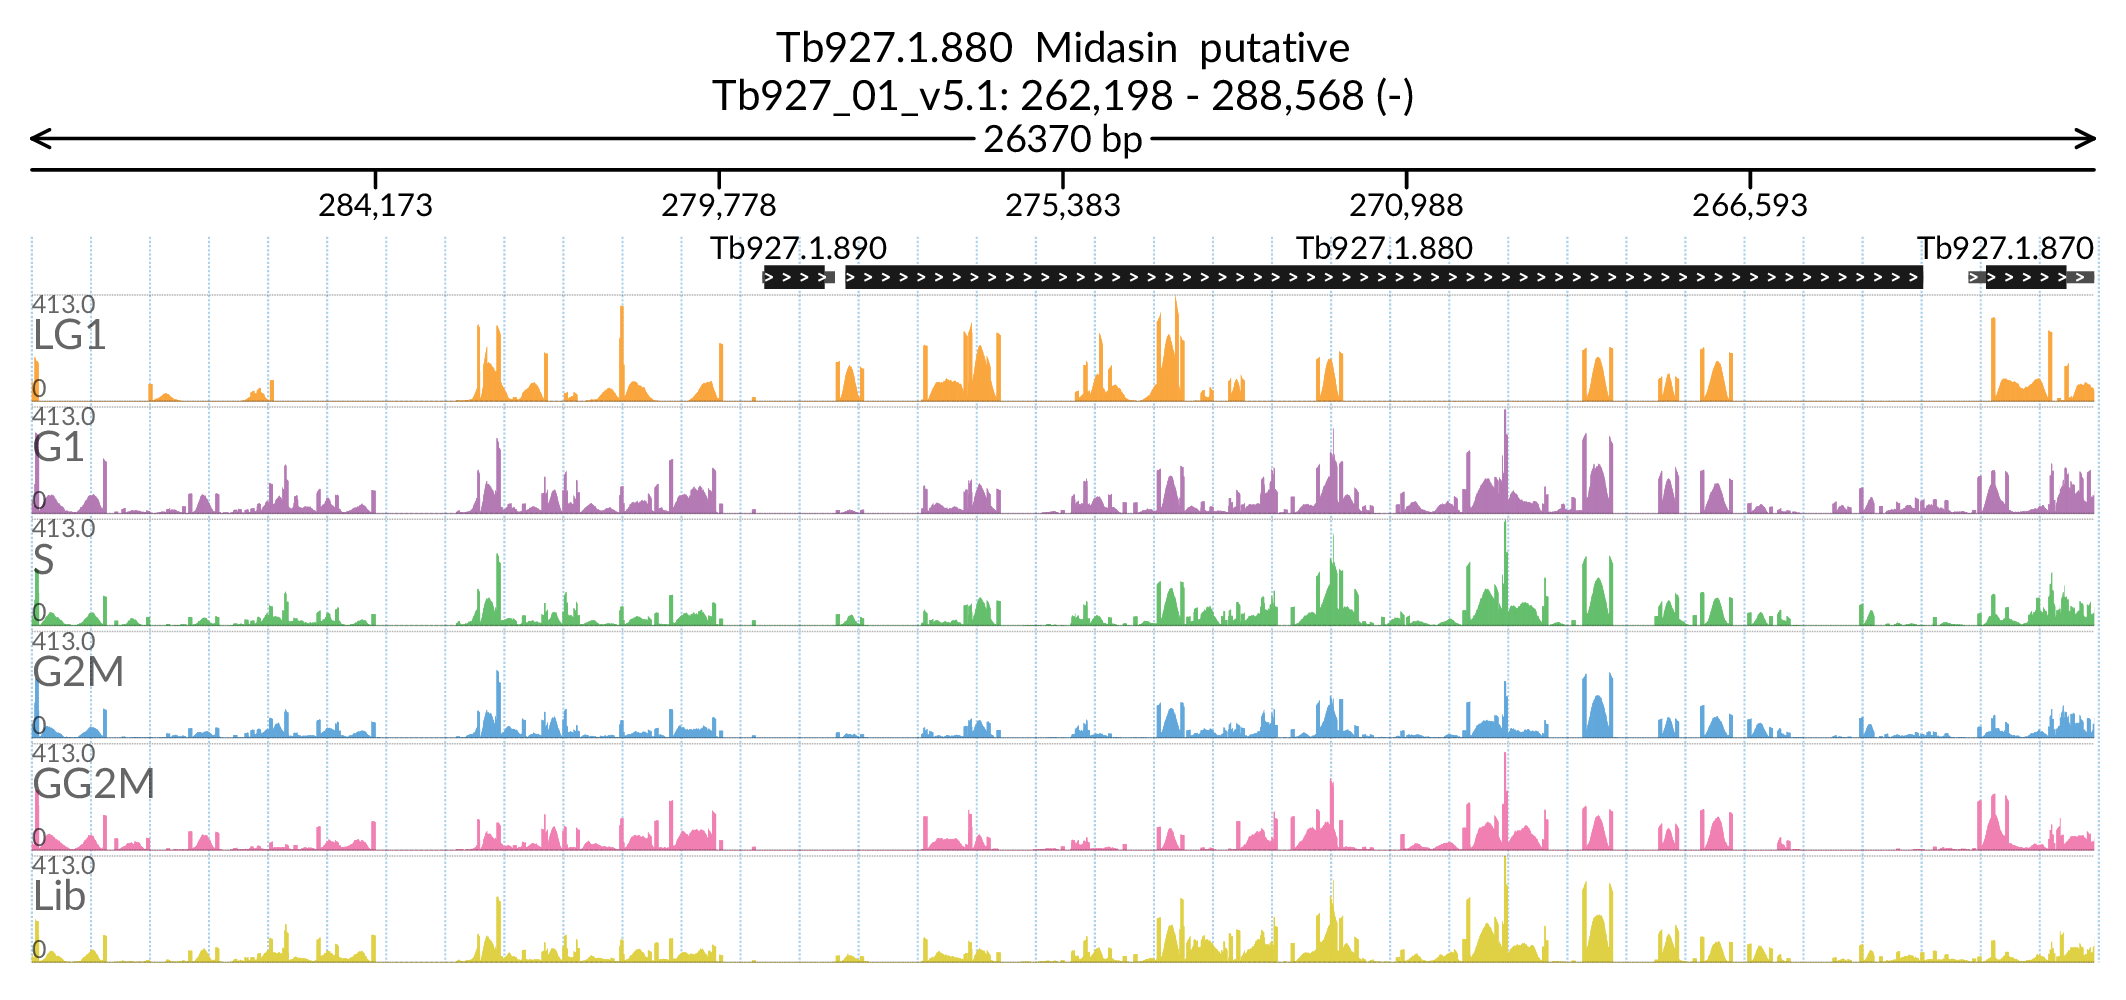 Tb927.1.880 Midasin putative
Tb927_01_v5.1: 262,198 - 288,568 (-)
26370 bp
284,173 279,778 275,383 270,988 266,593
Tb927.1.890 Tb927.1.880 Tb927.1.870
413.0
LG1
0
413.0
G1
0
413.0
S
0
413.0
G2M
0
413.0
GG2M
0
413.0
Lib
0